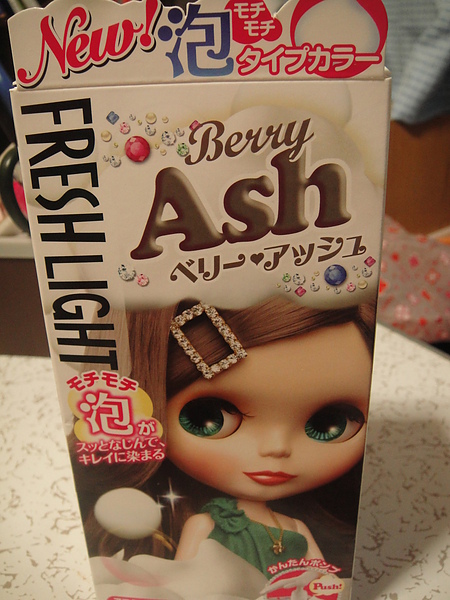 New!
泡
モチ
モチ
タイプカラー
FRESHLIGHT
Berry
Ash
ベリー♥アッシュ
モチモチ
泡が
スッとなじんで、
キレイに染まる
かんたんポンプ
Push!